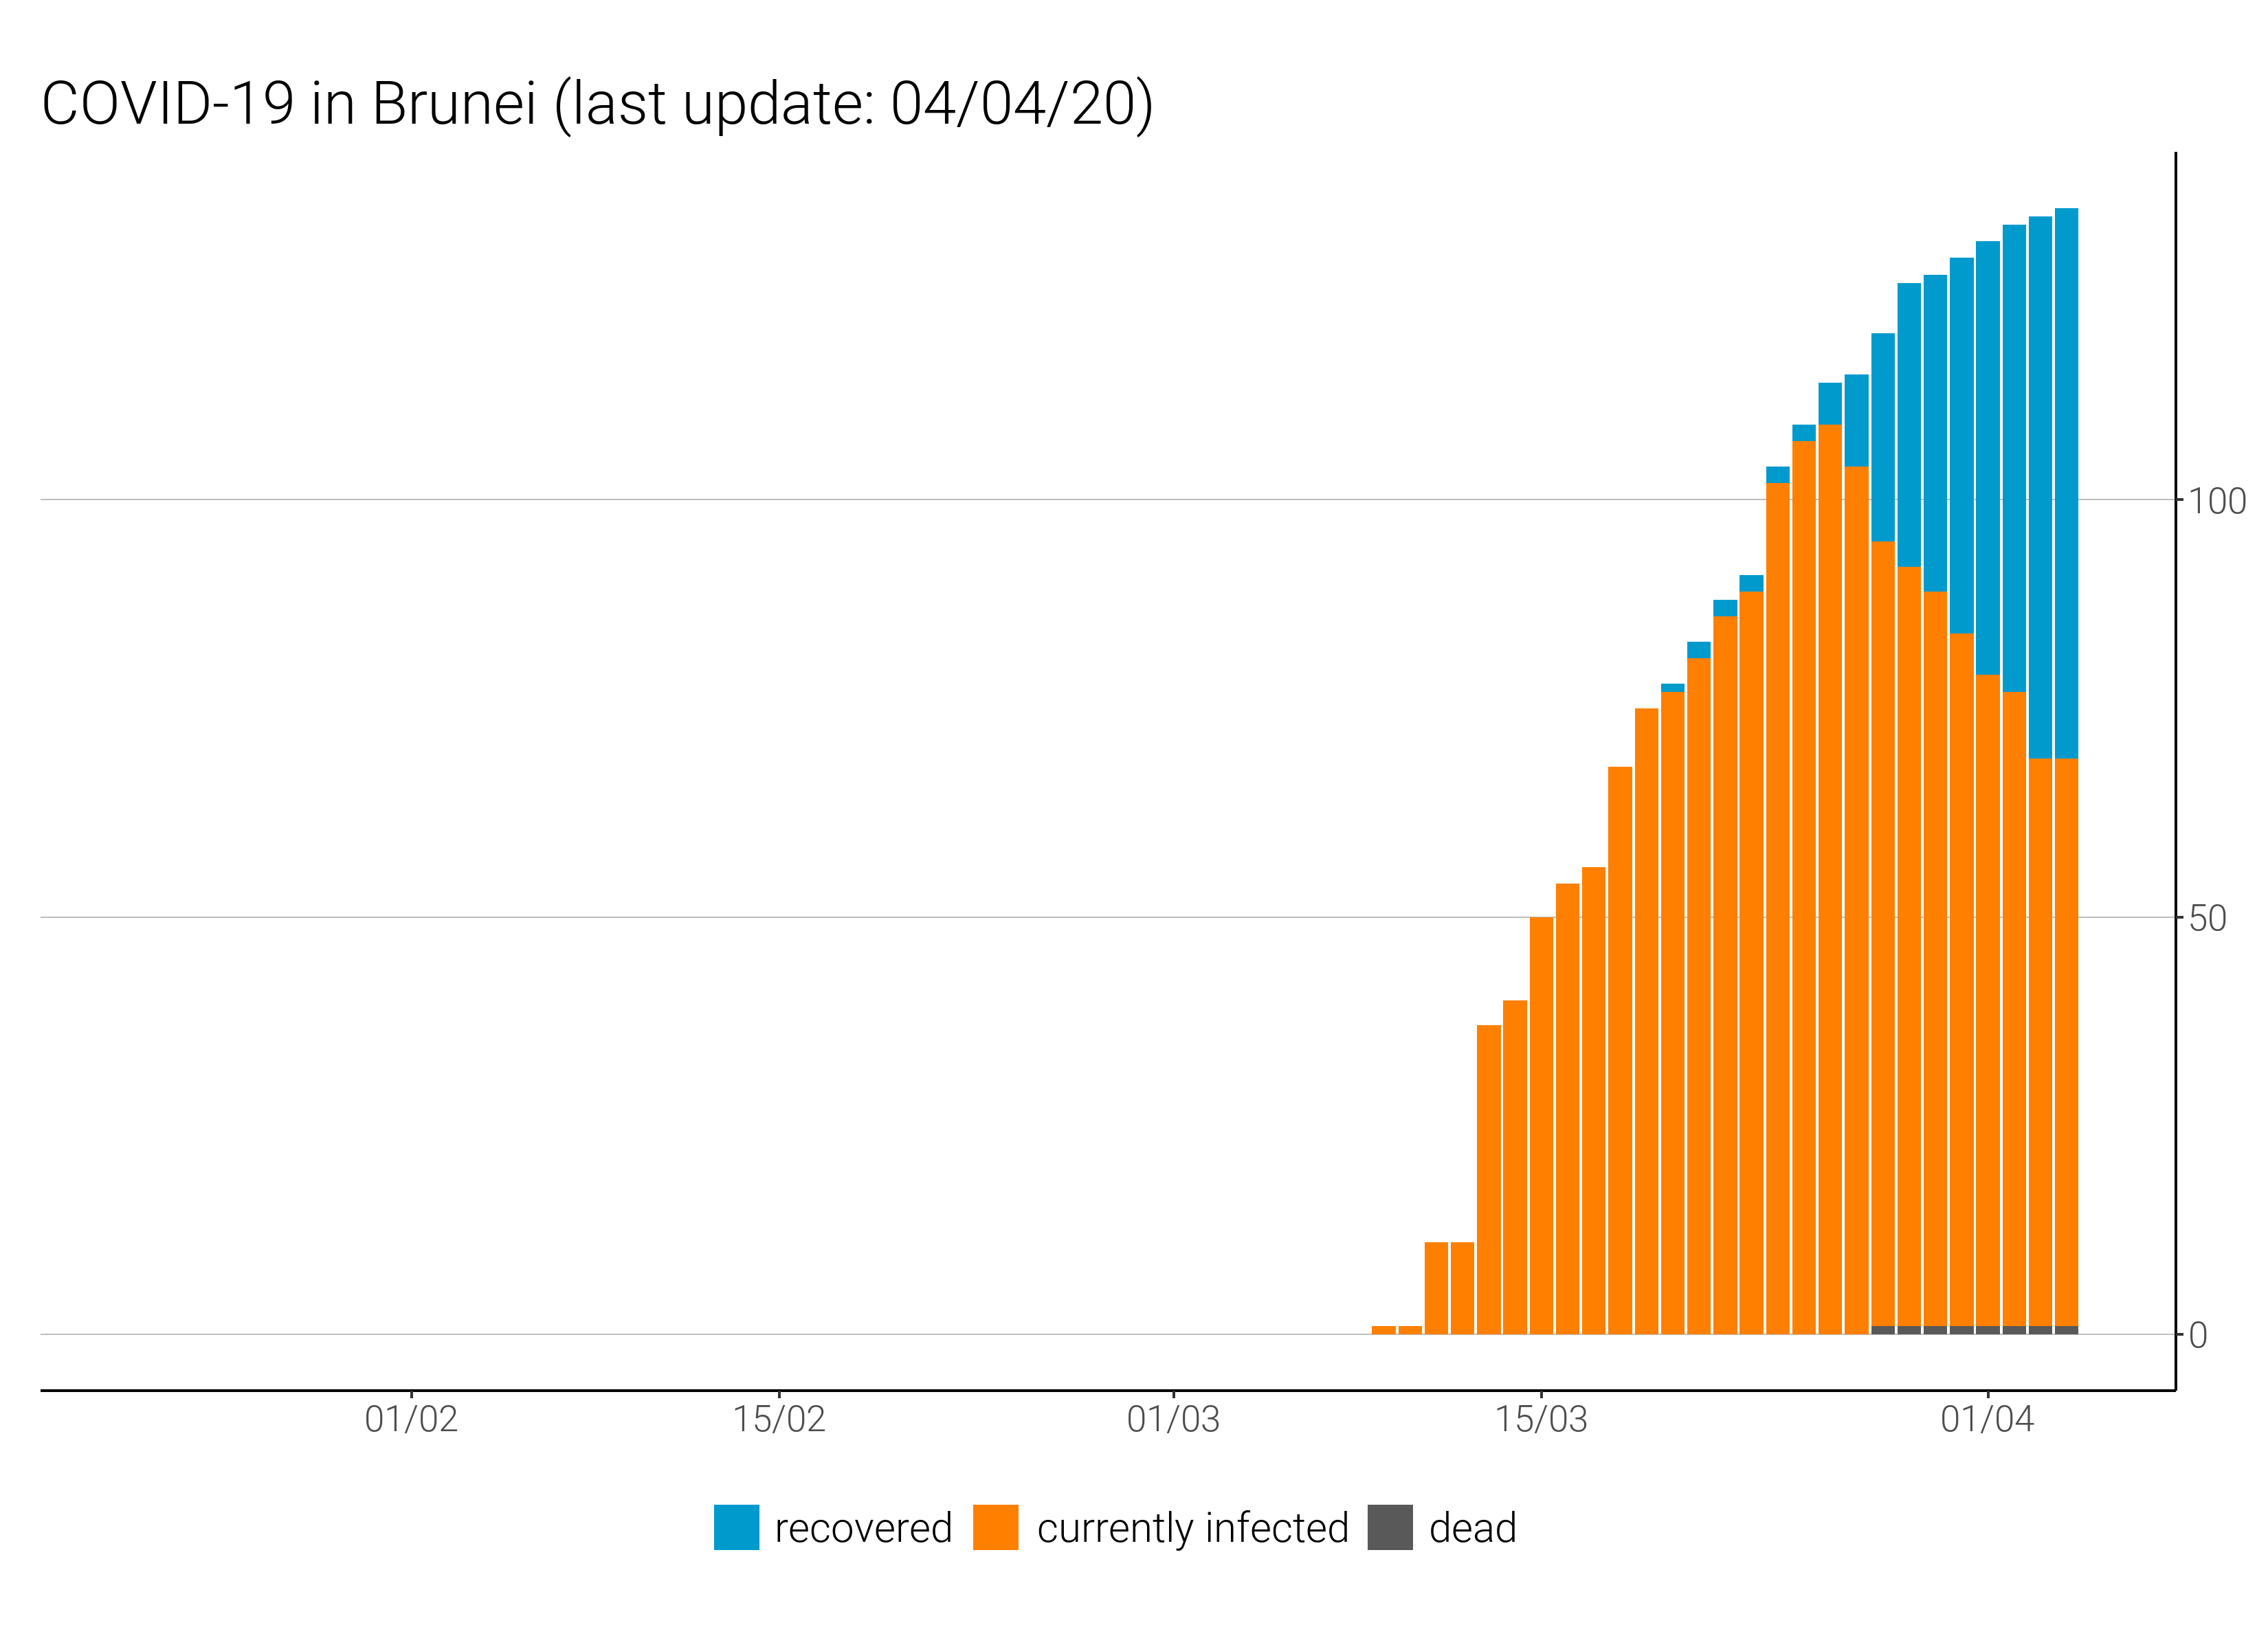 COVID-19 in Brunei (last update: 04/04/20)
100
50
0
01/02 15/02 01/03 15/03 01/04
recovered currently infected dead